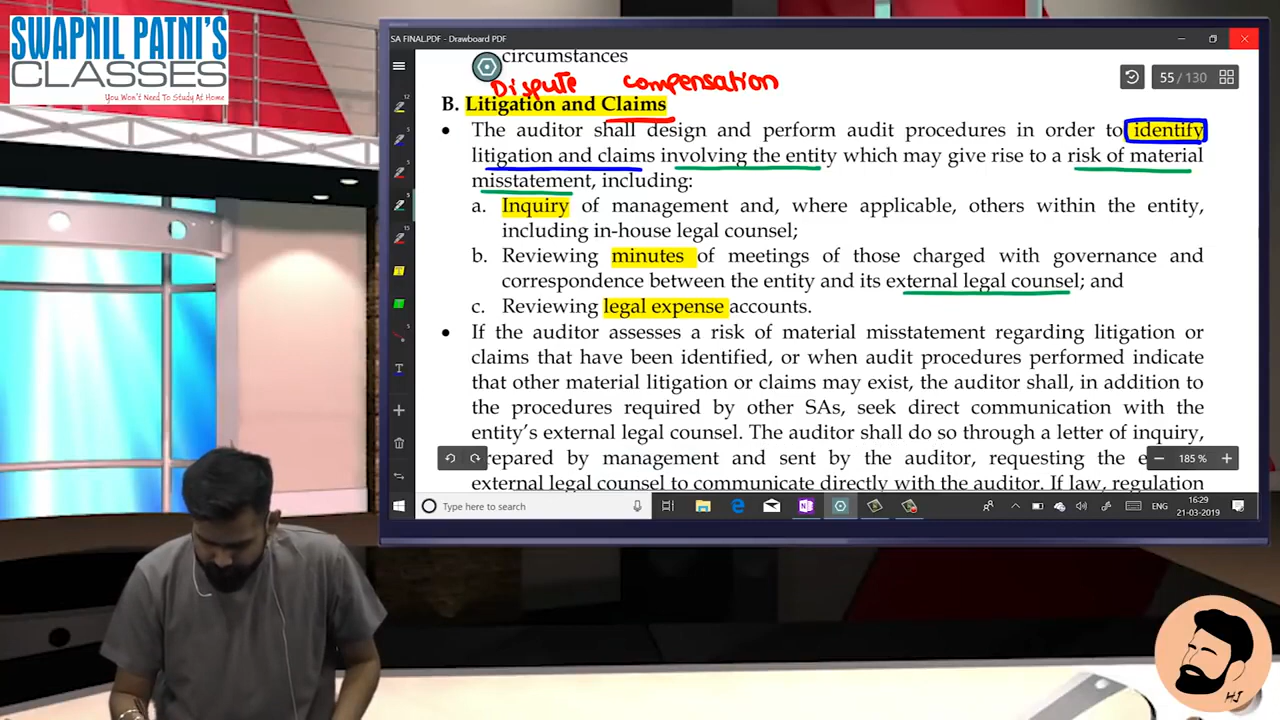 SWAPNIL PATNI'S
CLASSES
You Won't Need To Study At Home
SA FINAL.PDF - Drawboard PDF
circumstances
Dispute compensation
55 / 130
B. Litigation and Claims
• The auditor shall design and perform audit procedures in order to identify
litigation and claims involving the entity which may give rise to a risk of material
misstatement, including:
a. Inquiry of management and, where applicable, others within the entity,
including in-house legal counsel;
b. Reviewing minutes of meetings of those charged with governance and
correspondence between the entity and its external legal counsel; and
c. Reviewing legal expense accounts.
• If the auditor assesses a risk of material misstatement regarding litigation or
claims that have been identified, or when audit procedures performed indicate
that other material litigation or claims may exist, the auditor shall, in addition to
the procedures required by other SAs, seek direct communication with the
entity's external legal counsel. The auditor shall do so through a letter of inquiry,
prepared by management and sent by the auditor, requesting the
185 %
external legal counsel to communicate directly with the auditor. If law, regulation
Type here to search
ENG
16:29
21-03-2019
HJ